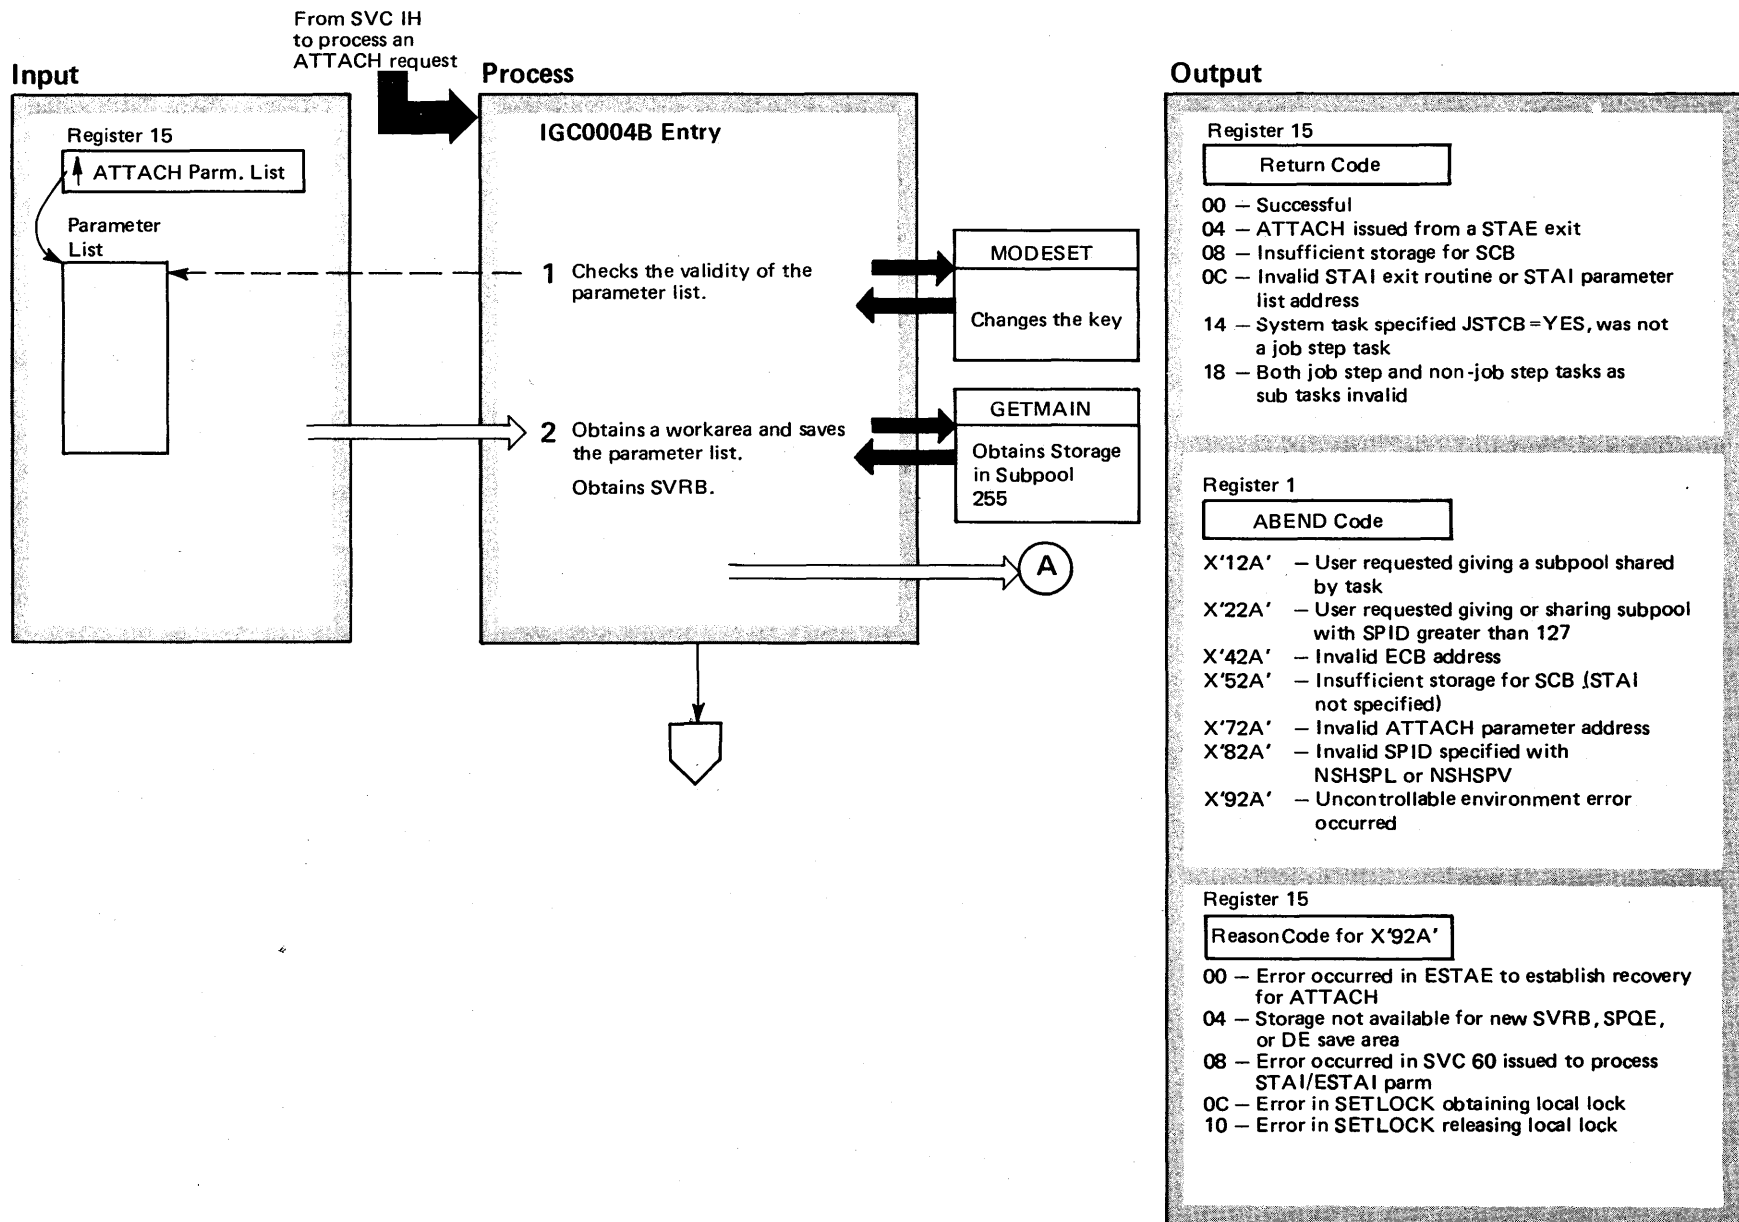 From SVC IH
to process an
ATTACH request
Input
Register 15
ATTACH Parm. List
Parameter
List
Process
IGC0004B Entry
1 Checks the validity of the
parameter list.
2 Obtains a workarea and saves
the parameter list.
Obtains SVRB.
MODESET
Changes the key
GETMAIN
Obtains Storage
in Subpool
255
A
Output
Register 15
Return Code
00 — Successful
04 — ATTACH issued from a STAE exit
08 — Insufficient storage for SCB
0C — Invalid STAI exit routine or STAI parameter
list address
14 — System task specified JSTCB=YES, was not
a job step task
18 — Both job step and non-job step tasks as
sub tasks invalid
Register 1
ABEND Code
X'12A' — User requested giving a subpool shared
by task
X'22A' — User requested giving or sharing subpool
with SPID greater than 127
X'42A' — Invalid ECB address
X'52A' — Insufficient storage for SCB (STAI
not specified)
X'72A' — Invalid ATTACH parameter address
X'82A' — Invalid SPID specified with
NSHSPL or NSHSPV
X'92A' — Uncontrollable environment error
occurred
Register 15
Reason Code for X'92A'
00 — Error occurred in ESTAE to establish recovery
for ATTACH
04 — Storage not available for new SVRB, SPQE,
or DE save area
08 — Error occurred in SVC 60 issued to process
STAI/ESTAI parm
0C — Error in SETLOCK obtaining local lock
10 — Error in SETLOCK releasing local lock